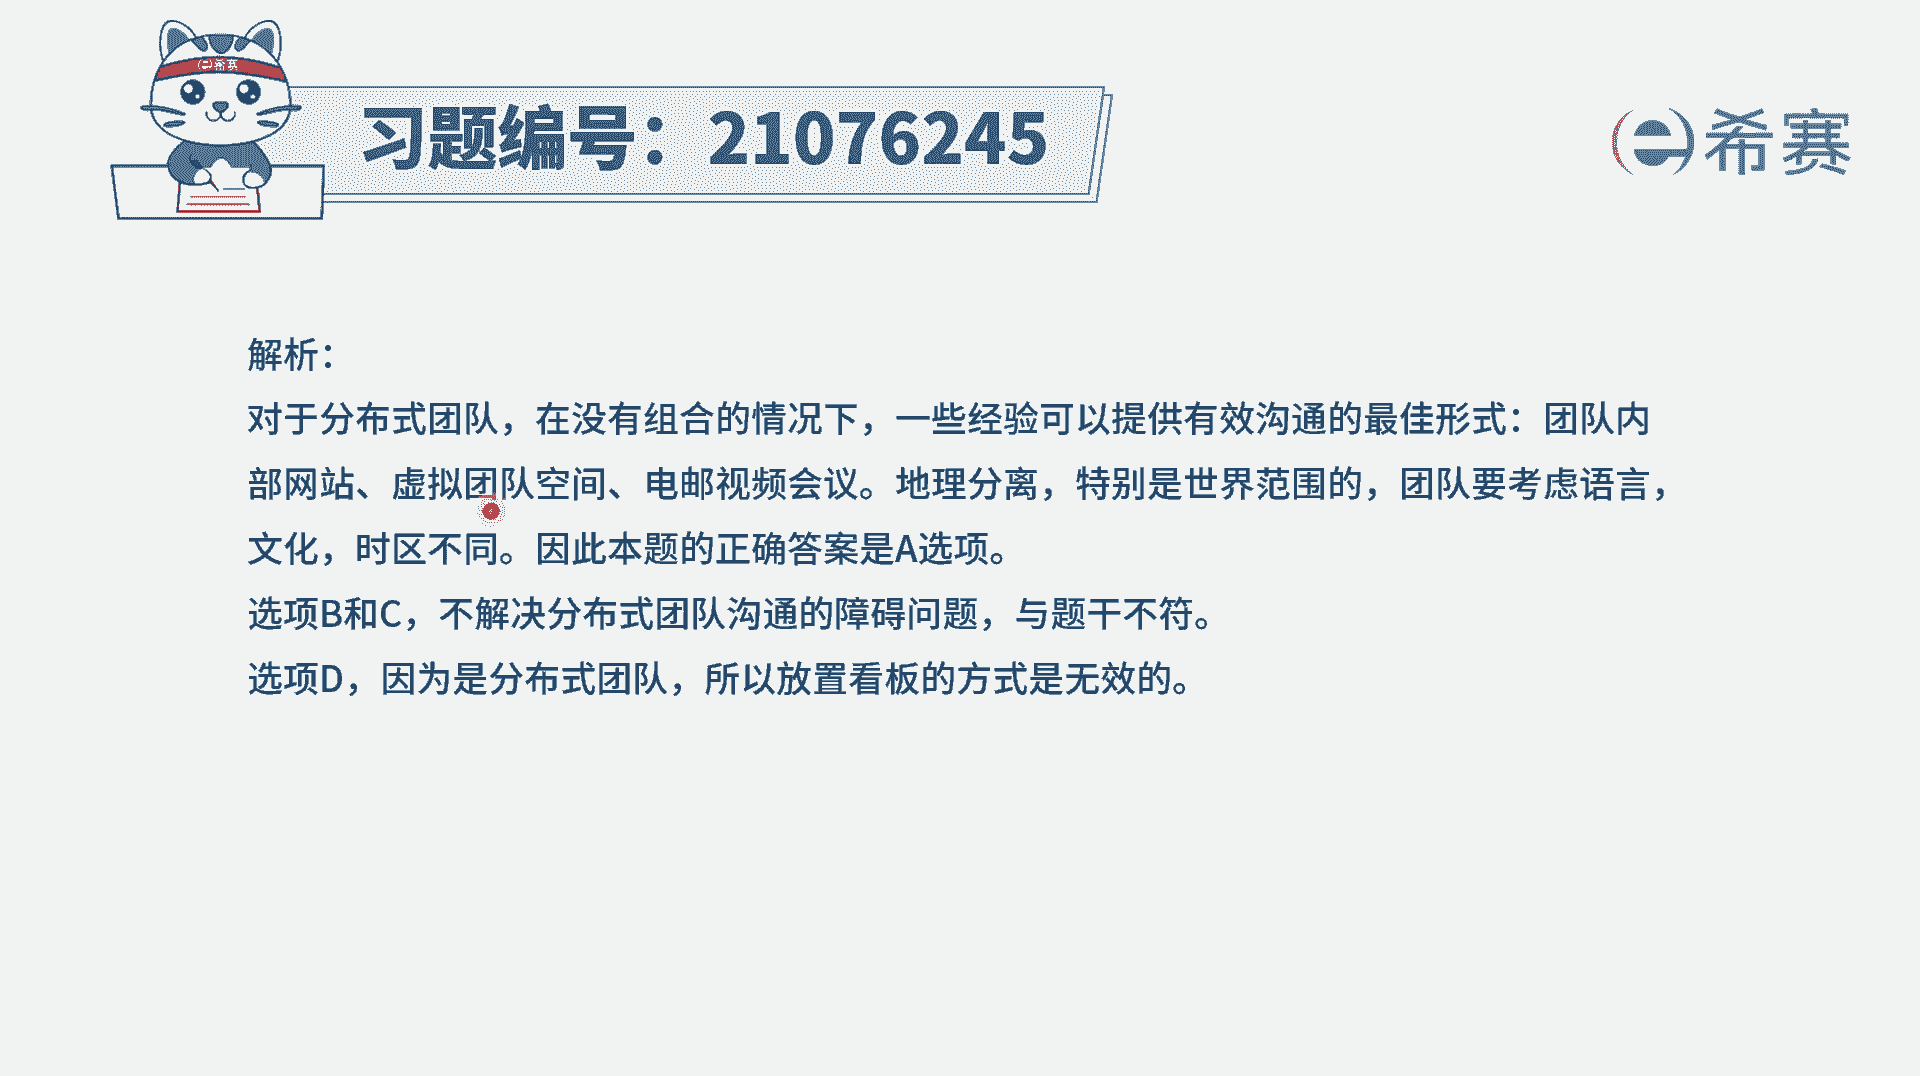 e希赛
习题编号：21076245
e希赛
解析：
对于分布式团队，在没有组合的情况下，一些经验可以提供有效沟通的最佳形式：团队内
部网站、虚拟团队空间、电邮视频会议。地理分离，特别是世界范围的，团队要考虑语言，
文化，时区不同。因此本题的正确答案是A选项。
选项B和C，不解决分布式团队沟通的障碍问题，与题干不符。
选项D，因为是分布式团队，所以放置看板的方式是无效的。